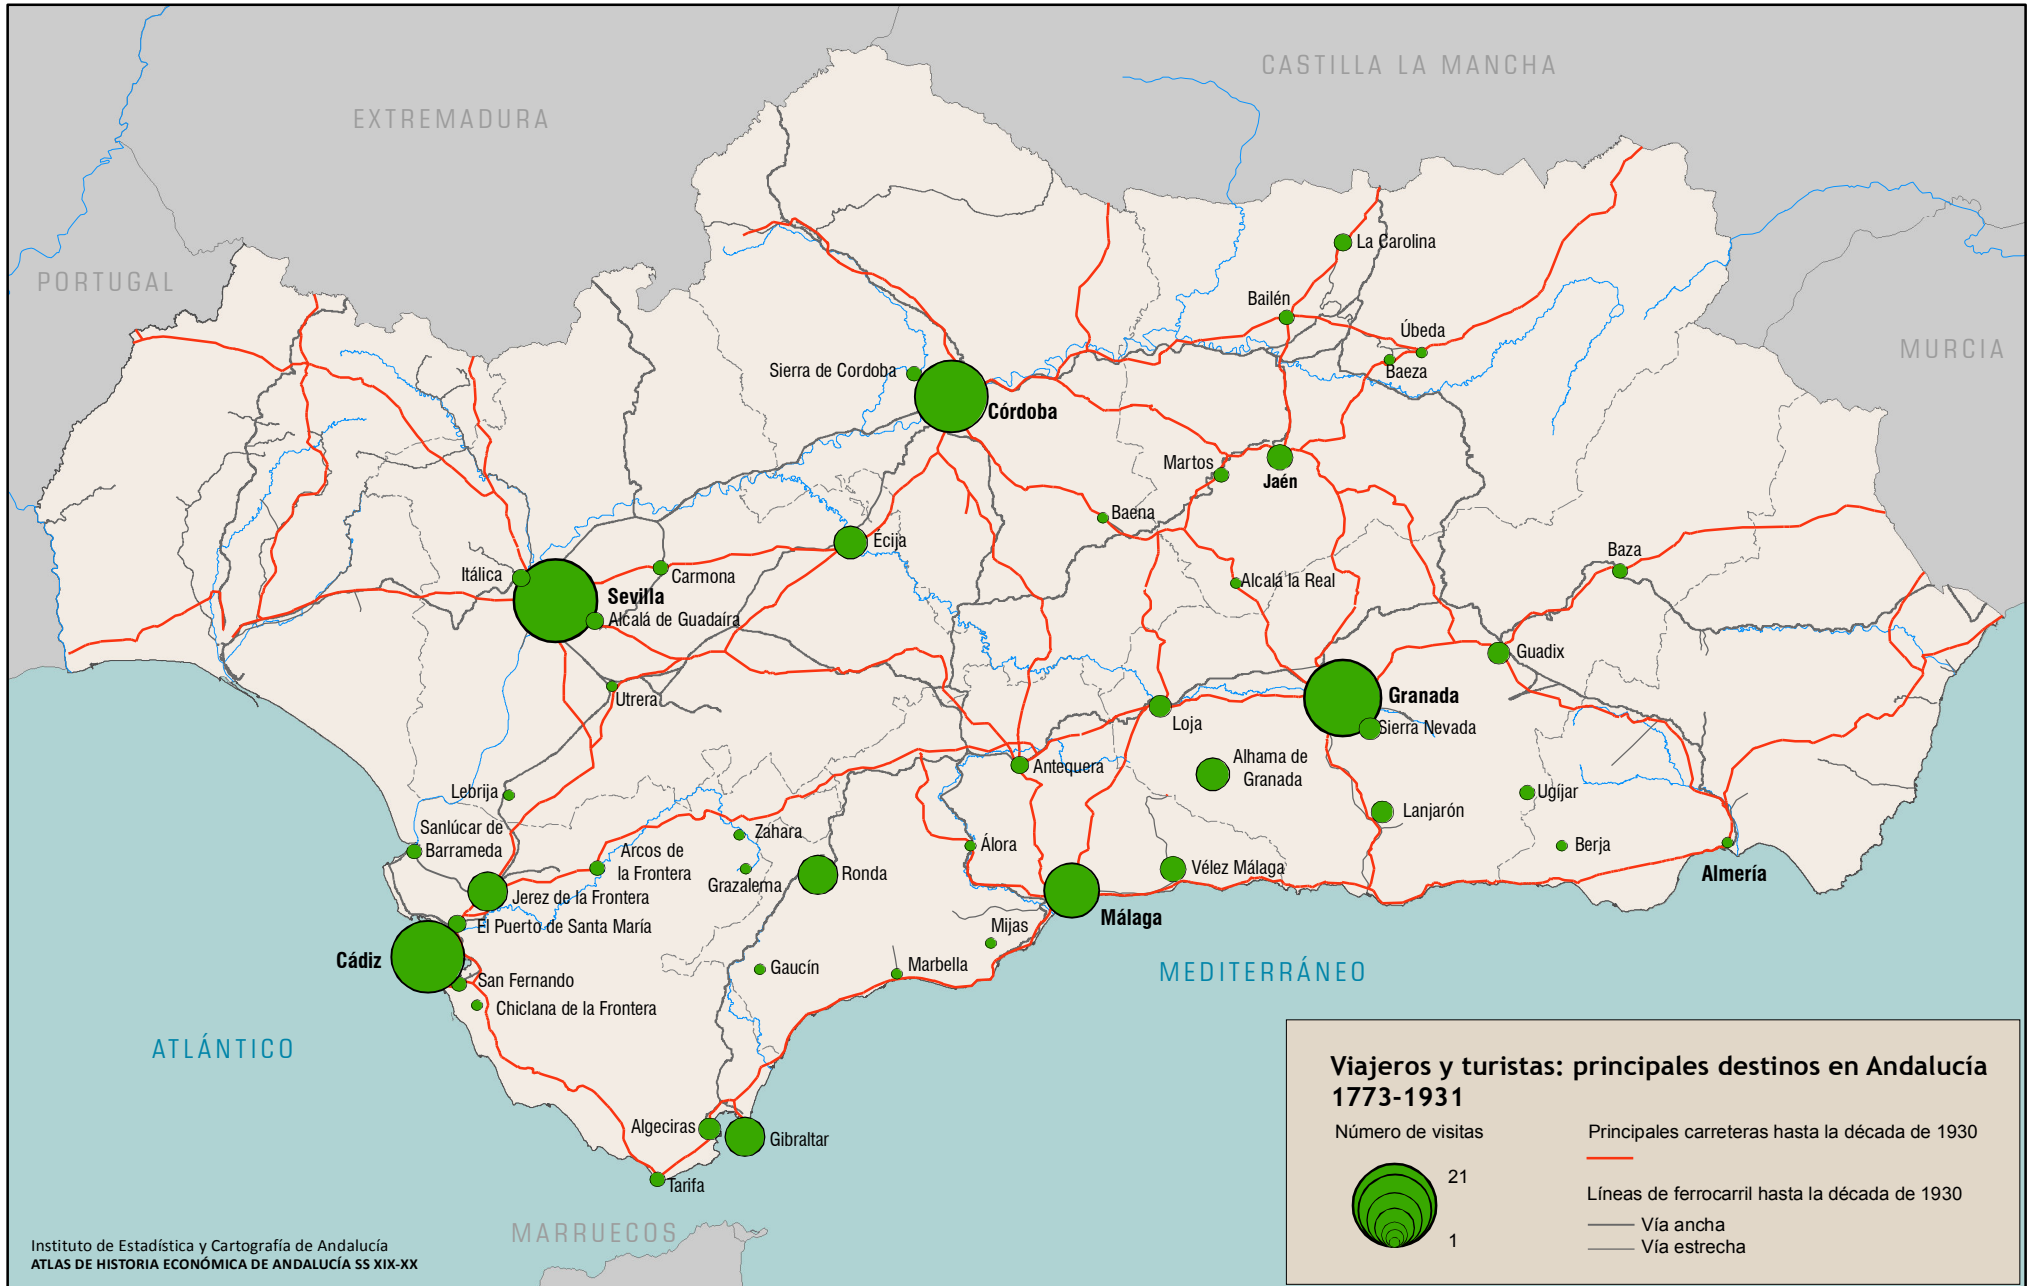 CASTILLA LA MANCHA
EXTREMADURA
PORTUGAL
MURCIA
La Carolina
Bailén
Úbeda
Baeza
Sierra de Cordoba
Córdoba
Martos
Jaén
Baena
Écija
Baza
Itálica
Carmona
Alcalá la Real
Sevilla
Alcalá de Guadaíra
Guadix
Utrera
Granada
Sierra Nevada
Loja
Antequera
Alhama de
Granada
Lebrija
Ugíjar
Lanjarón
Sanlúcar de
Barrameda
Zahara
Arcos de
la Frontera
Álora
Berja
Grazalema
Ronda
Vélez Málaga
Almería
Jerez de la Frontera
Málaga
El Puerto de Santa María
Mijas
Cádiz
Gaucín
Marbella
MEDITERRÁNEO
San Fernando
Chiclana de la Frontera
ATLÁNTICO
Algeciras
Gibraltar
Tarifa
MARRUECOS
Viajeros y turistas: principales destinos en Andalucía
1773-1931
Número de visitas
21
1
Principales carreteras hasta la década de 1930
Líneas de ferrocarril hasta la década de 1930
Vía ancha
Vía estrecha
Instituto de Estadística y Cartografía de Andalucía
ATLAS DE HISTORIA ECONÓMICA DE ANDALUCÍA SS XIX-XX